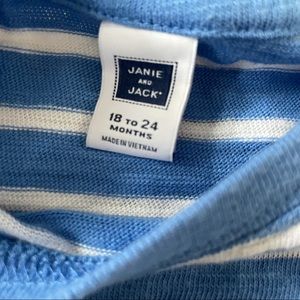 JANIE
AND
JACK®
18 TO 24
MONTHS
MADE IN VIETNAM